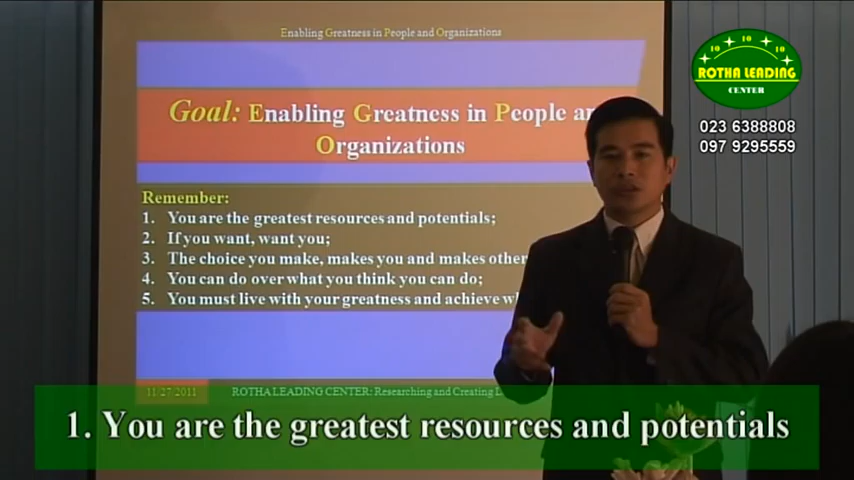 Enabling Greatness in People and Organizations
10 10 10
ROTHA LEADING
CENTER
023 6388808
097 9295559
Goal: Enabling Greatness in People an
Organizations
Remember:
1. You are the greatest resources and potentials;
2. If you want, want you;
3. The choice you make, makes you and makes other
4. You can do over what you think you can do;
5. You must live with your greatness and achieve
11/27/2011 ROTHA LEADING CENTER: Researching and Creating
1. You are the greatest resources and potentials